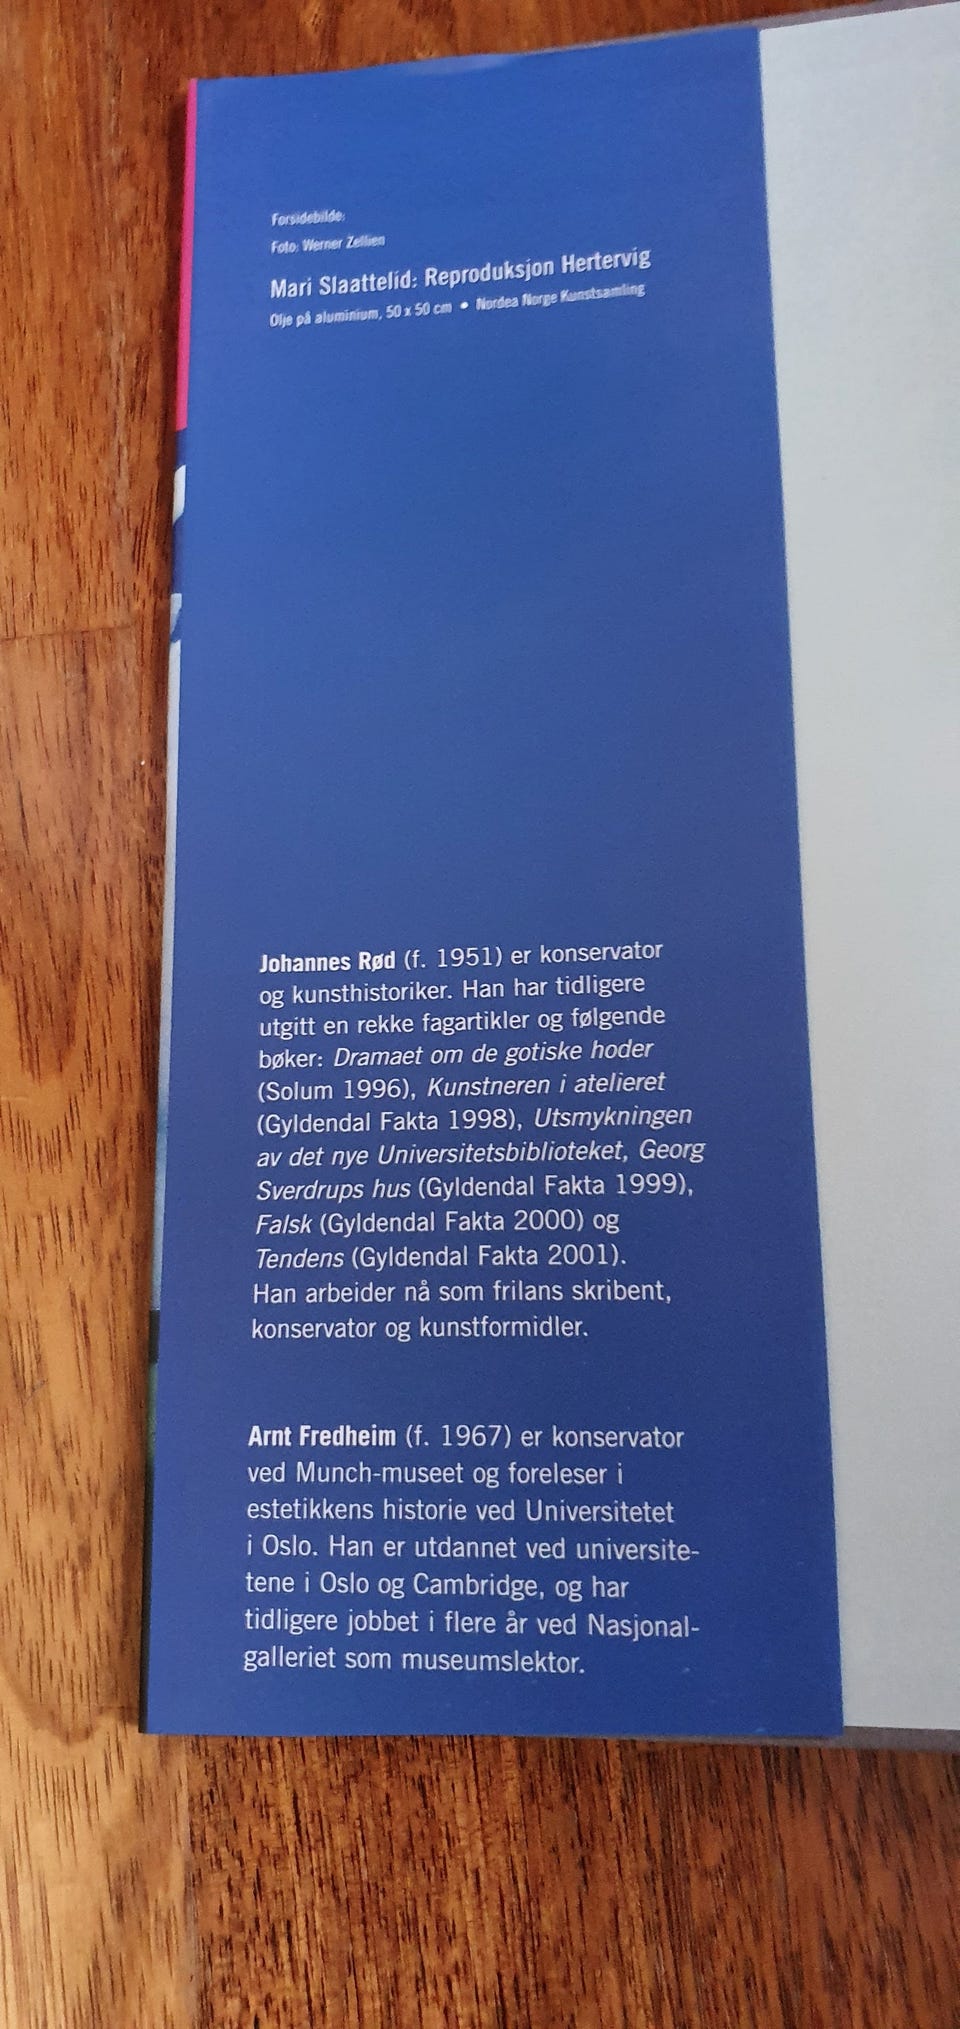 Forsidebilde:
Foto: Werner Zellien
Mari Slaattelid: Reproduksjon Hertervig
Olje på aluminium, 50 x 50 cm • Nordea Norge Kunstsamling
Johannes Rød (f. 1951) er konservator
og kunsthistoriker. Han har tidligere
utgitt en rekke fagartikler og følgende
bøker: Dramaet om de gotiske hoder
(Solum 1996), Kunstneren i atelieret
(Gyldendal Fakta 1998), Utsmykningen
av det nye Universitetsbiblioteket, Georg
Sverdrups hus (Gyldendal Fakta 1999),
Falsk (Gyldendal Fakta 2000) og
Tendens (Gyldendal Fakta 2001).
Han arbeider nå som frilans skribent,
konservator og kunstformidler.
Arnt Fredheim (f. 1967) er konservator
ved Munch-museet og foreleser i
estetikkens historie ved Universitetet
i Oslo. Han er utdannet ved universite-
tene i Oslo og Cambridge, og har
tidligere jobbet i flere år ved Nasjonal-
galleriet som museumslektor.